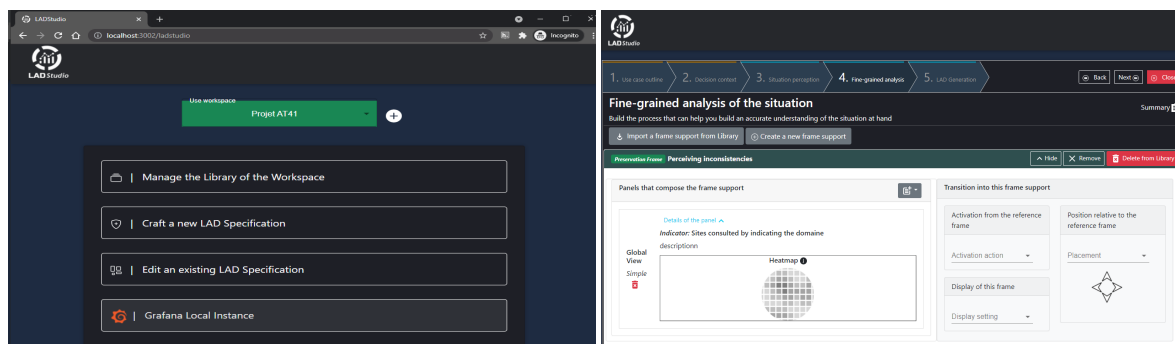 LADStudio
localhost:3002/ladstudio
Incognito
LAD Studio
Use workspace
Projet AT41
Manage the Library of the Workspace
Craft a new LAD Specification
Edit an existing LAD Specification
Grafana Local Instance
LAD Studio
1. Use case outline
2. Decision context
3. Situation perception
4. Fine-grained analysis
5. LAD Generation
Back
Next
Close
Fine-grained analysis of the situation
Summary
Build the process that can help you build an accurate understanding of the situation at hand
Import a frame support from Library
Create a new frame support
Preservation Frame Perceiving inconsistencies
Hide
Remove
Delete from Library
Panels that compose the frame support
Details of the panel
Indicator: Sites consulted by indicating the domaine
descriptionn
Global
View
Simple
Heatmap
Transition into this frame support
Activation from the reference
frame
Activation action
Position relative to the
reference frame
Placement
Display of this frame
Display setting